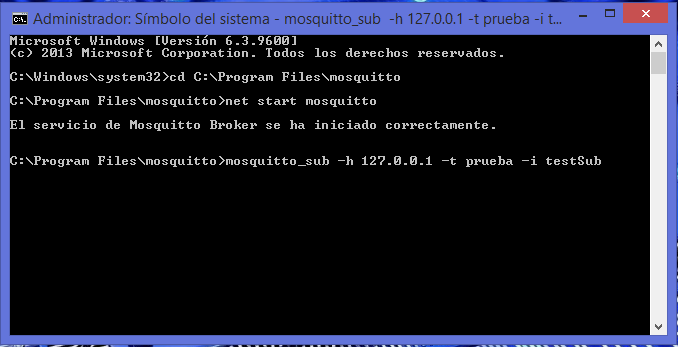 Administrador: Símbolo del sistema - mosquitto_sub -h 127.0.0.1 -t prueba -i t...
Microsoft Windows [Versión 6.3.9600]
(c) 2013 Microsoft Corporation. Todos los derechos reservados.
C:\Windows\system32>cd C:\Program Files\mosquitto
C:\Program Files\mosquitto>net start mosquitto
El servicio de Mosquitto Broker se ha iniciado correctamente.
C:\Program Files\mosquitto>mosquitto_sub -h 127.0.0.1 -t prueba -i testSub